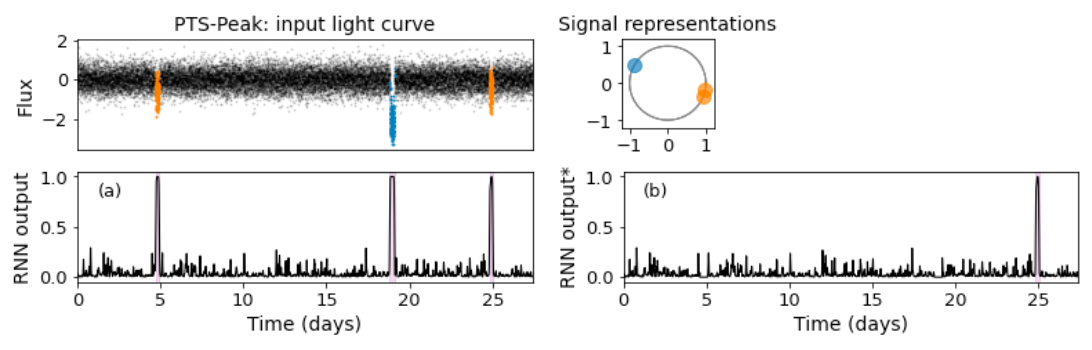 PTS-Peak: input light curve
Signal representations
2
0
−2
Flux
1
0
−1
−1 0 1
RNN output
1.0
0.5
0.0
(a)
0 5 10 15 20 25
Time (days)
RNN output*
1.0
0.5
0.0
(b)
0 5 10 15 20 25
Time (days)